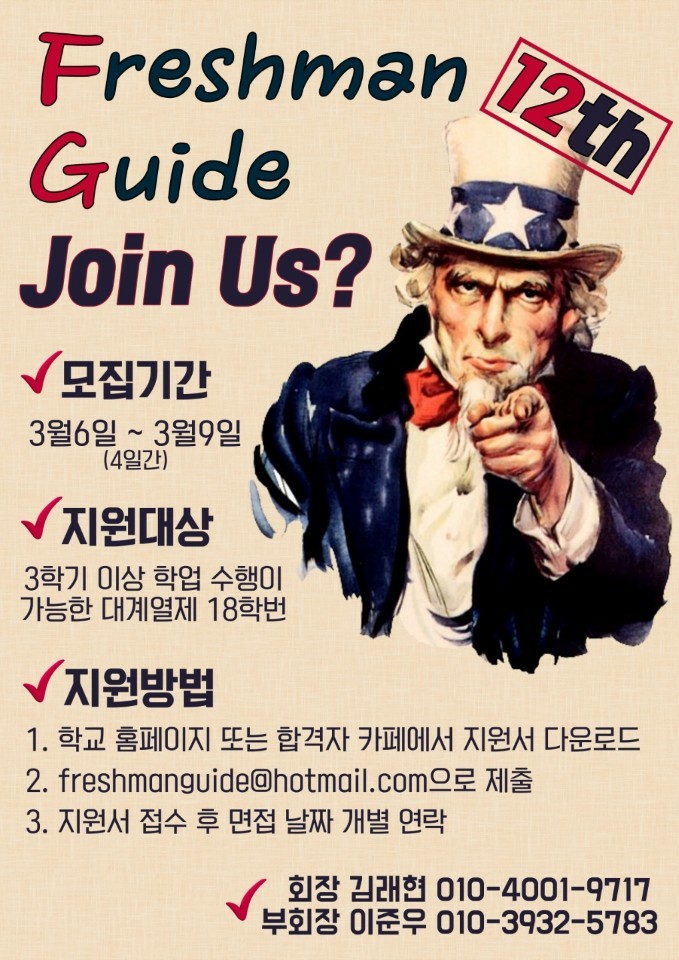 Freshman
12th
Guide
Join Us?
모집기간
3월6일 ~ 3월9일
(4일간)
지원대상
3학기 이상 학업 수행이
가능한 대계열제 18학번
지원방법
1. 학교 홈페이지 또는 합격자 카페에서 지원서 다운로드
2. freshmanguide@hotmail.com으로 제출
3. 지원서 접수 후 면접 날짜 개별 연락
회장 김래현 010-4001-9717
부회장 이준우 010-3932-5783